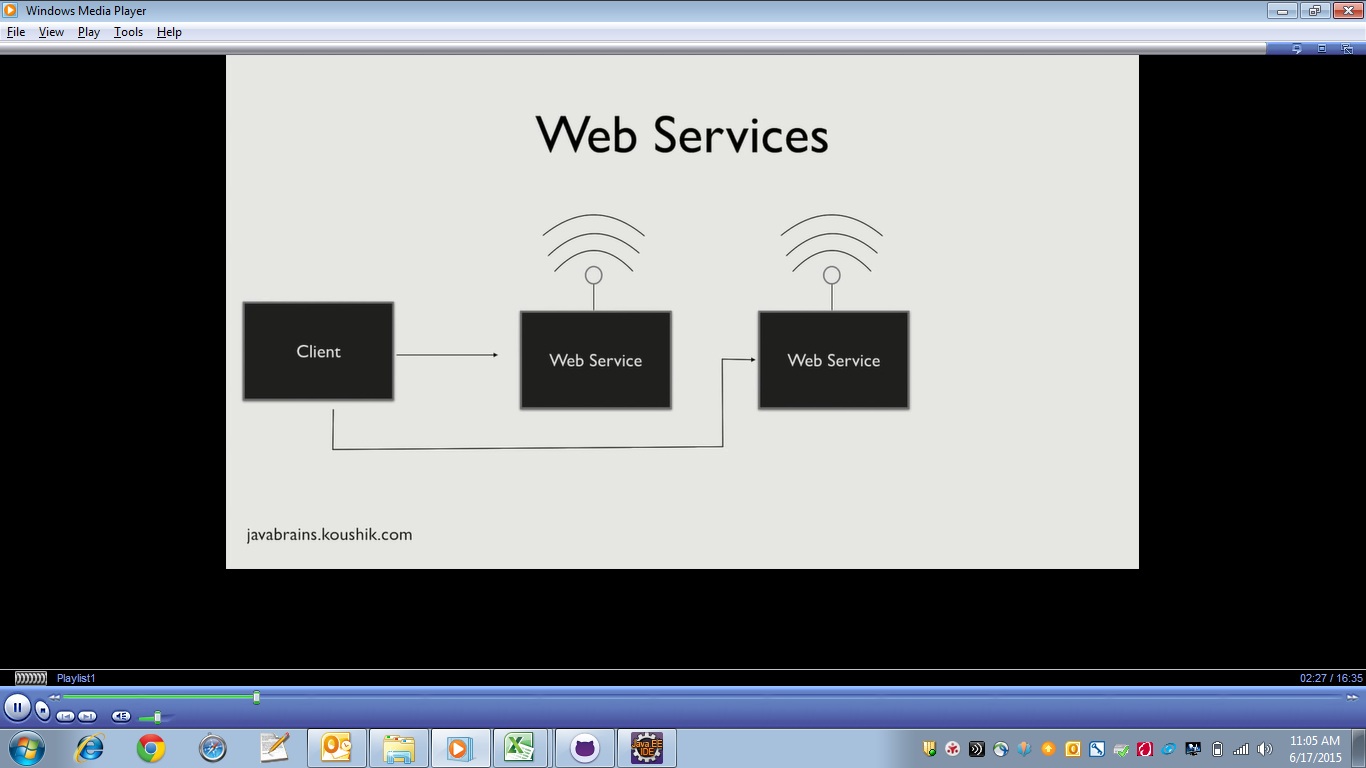 Windows Media Player
File View Play Tools Help
Web Services
Client
Web Service
Web Service
javabrains.koushik.com
Playlist1
02:27 / 16:35
Java EE
IDE
11:05 AM
6/17/2015